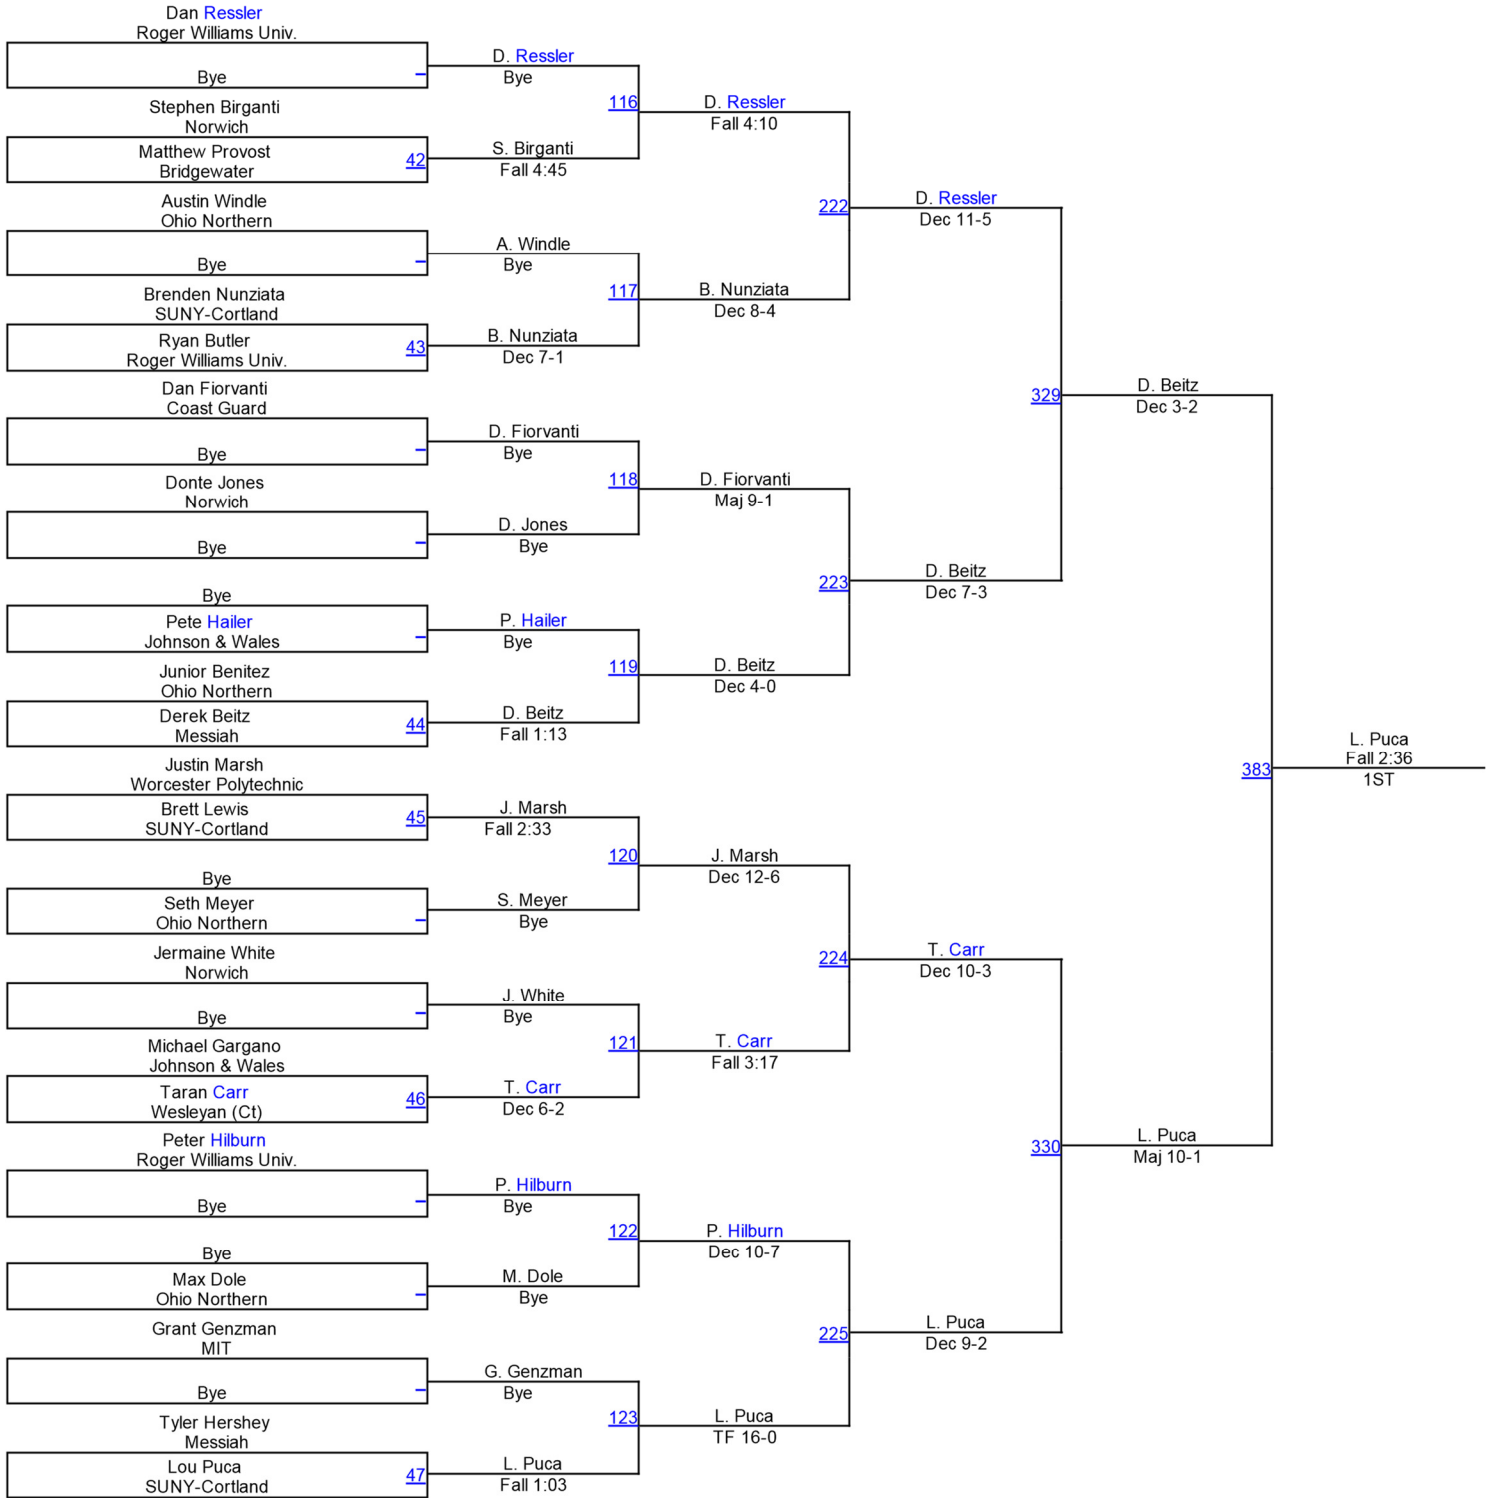 Dan Ressler
Roger Williams Univ.
Bye
D. Ressler
Bye
Stephen Birganti
Norwich
Matthew Provost
Bridgewater
42
S. Birganti
Fall 4:45
116
D. Ressler
Fall 4:10
Austin Windle
Ohio Northern
Bye
A. Windle
Bye
Brenden Nunziata
SUNY-Cortland
Ryan Butler
Roger Williams Univ.
43
B. Nunziata
Dec 7-1
117
B. Nunziata
Dec 8-4
222
D. Ressler
Dec 11-5
Dan Fiorvanti
Coast Guard
Bye
D. Fiorvanti
Bye
Donte Jones
Norwich
Bye
D. Jones
Bye
118
D. Fiorvanti
Maj 9-1
Bye
Pete Hailer
Johnson & Wales
P. Hailer
Bye
Junior Benitez
Ohio Northern
Derek Beitz
Messiah
44
D. Beitz
Fall 1:13
119
D. Beitz
Dec 4-0
223
D. Beitz
Dec 7-3
329
D. Beitz
Dec 3-2
Justin Marsh
Worcester Polytechnic
Brett Lewis
SUNY-Cortland
45
J. Marsh
Fall 2:33
Bye
Seth Meyer
Ohio Northern
S. Meyer
Bye
120
J. Marsh
Dec 12-6
Jermaine White
Norwich
Bye
J. White
Bye
Michael Gargano
Johnson & Wales
Taran Carr
Wesleyan (Ct)
46
T. Carr
Dec 6-2
121
T. Carr
Fall 3:17
224
T. Carr
Dec 10-3
Peter Hilburn
Roger Williams Univ.
Bye
P. Hilburn
Bye
Bye
Max Dole
Ohio Northern
M. Dole
Bye
122
P. Hilburn
Dec 10-7
Grant Genzman
MIT
Bye
G. Genzman
Bye
Tyler Hershey
Messiah
Lou Puca
SUNY-Cortland
47
L. Puca
Fall 1:03
123
L. Puca
TF 16-0
225
L. Puca
Dec 9-2
330
L. Puca
Maj 10-1
383
L. Puca
Fall 2:36
1ST